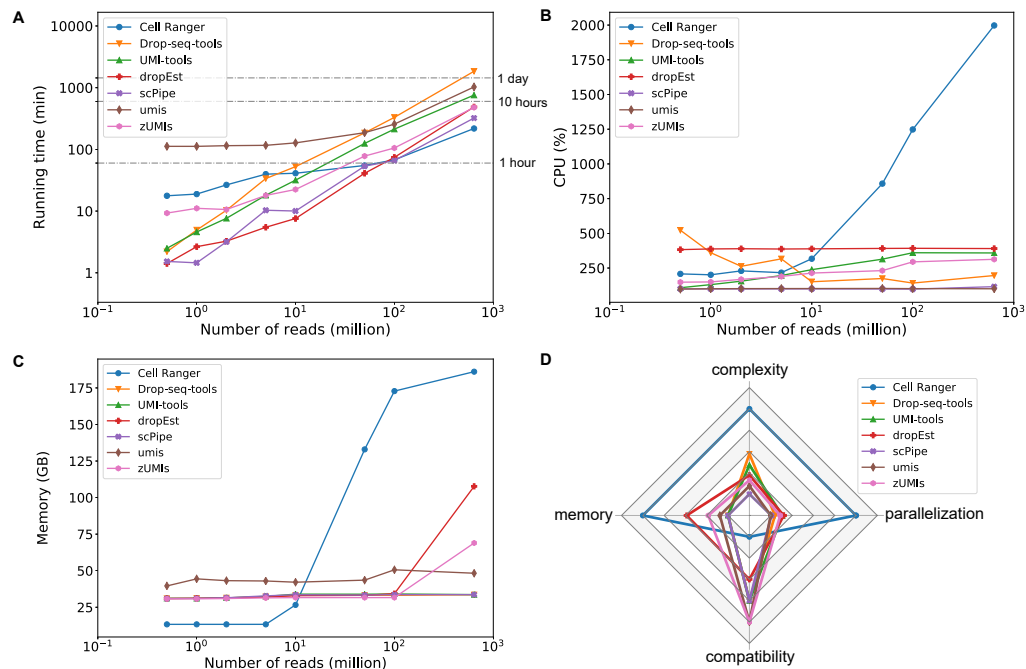 A
Running time (min)
10000
1000
100
10
1
Cell Ranger
Drop-seq-tools
UMI-tools
dropEst
scPipe
umis
zUMIs
1 day
10 hours
1 hour
10⁻¹ 10⁰ 10¹ 10² 10³
Number of reads (million)
B
CPU (%)
2000
1750
1500
1250
1000
750
500
250
Cell Ranger
Drop-seq-tools
UMI-tools
dropEst
scPipe
umis
zUMIs
10⁻¹ 10⁰ 10¹ 10² 10³
Number of reads (million)
C
Memory (GB)
175
150
125
100
75
50
25
Cell Ranger
Drop-seq-tools
UMI-tools
dropEst
scPipe
umis
zUMIs
10⁻¹ 10⁰ 10¹ 10² 10³
Number of reads (million)
D
complexity
Cell Ranger
Drop-seq-tools
UMI-tools
dropEst
scPipe
umis
zUMIs
memory
parallelization
compatibility